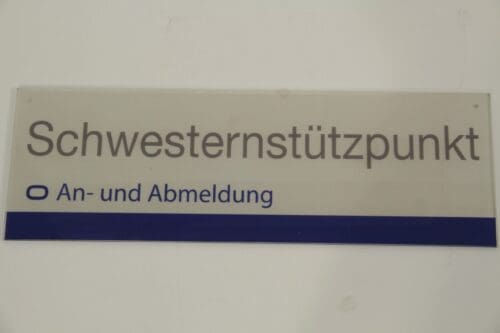 Schwesternstützpunkt
An- und Abmeldung